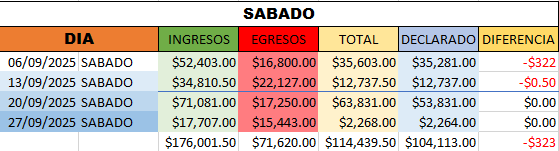 SABADO
DIA INGRESOS EGRESOS TOTAL DECLARADO DIFERENCIA
06/09/2025 SABADO $52,403.00 $16,800.00 $35,603.00 $35,281.00 -$322
13/09/2025 SABADO $34,810.50 $22,127.00 $12,737.50 $12,737.00 -$0.50
20/09/2025 SABADO $71,081.00 $17,250.00 $63,831.00 $53,831.00 $0.00
27/09/2025 SABADO $17,707.00 $15,443.00 $2,268.00 $2,264.00 $0.00
$176,001.50 $71,620.00 $114,439.50 $104,113.00 -$323